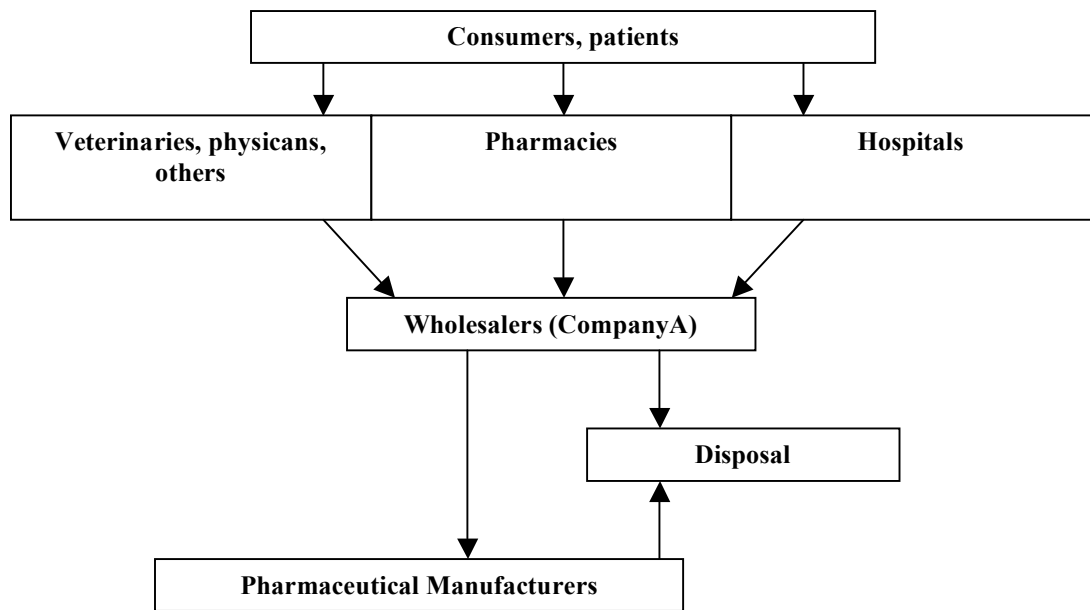 Consumers, patients
Veterinaries, physicans,
others
Pharmacies
Hospitals
Wholesalers (CompanyA)
Disposal
Pharmaceutical Manufacturers